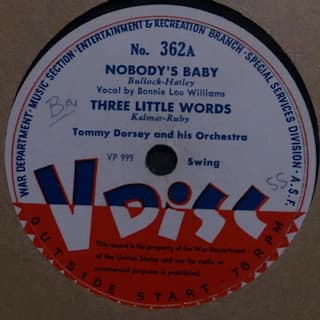 WAR DEPARTMENT - MUSIC SECTION - ENTERTAINMENT & RECREATION BRANCH - SPECIAL SERVICES DIVISION - A.S.F.
No. 362A
NOBODY'S BABY
Bullock-Hatley
Vocal by Bonnie Lou Williams
THREE LITTLE WORDS
Kalmar-Ruby
Tommy Dorsey and his Orchestra
VP 999 Swing
55
V DISC
This record is the property of the War Department
of the United States and use for radio or
commercial purposes is prohibited.
OUTSIDE START - 78 RPM